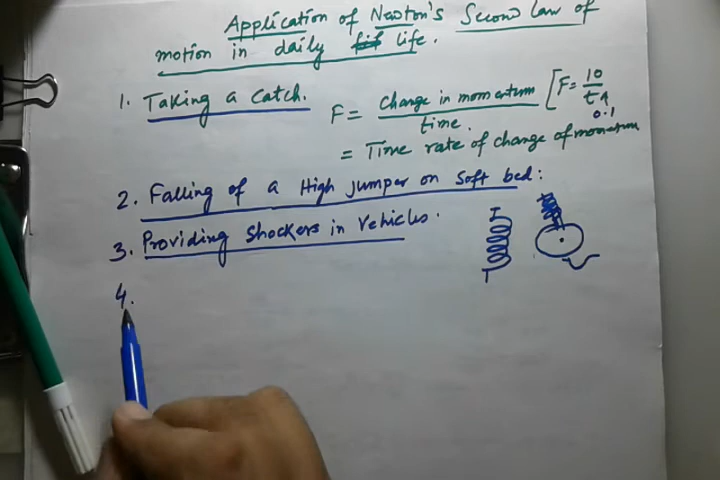 Application of Newton's Second law of
motion in daily life.
1. Taking a Catch.
F = Change in momentum / time. [F = 10 / t
0.1
= Time rate of change of momentum
2. Falling of a High Jumper on Soft bed:
3. Providing Shockers in Vehicles.
4.